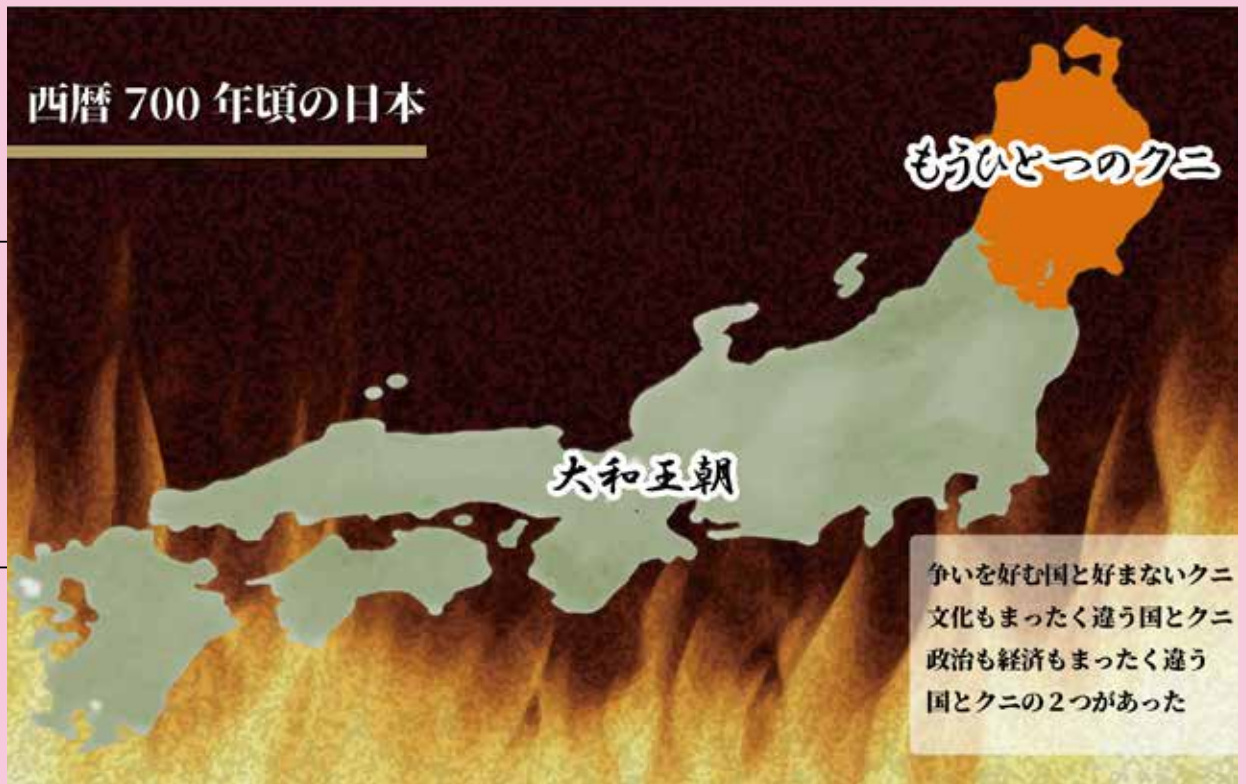 西暦 700 年頃の日本
もうひとつのクニ
大和王朝
争いを好む国と好まないクニ
文化もまったく違う国とクニ
政治も経済もまったく違う
国とクニの２つがあった